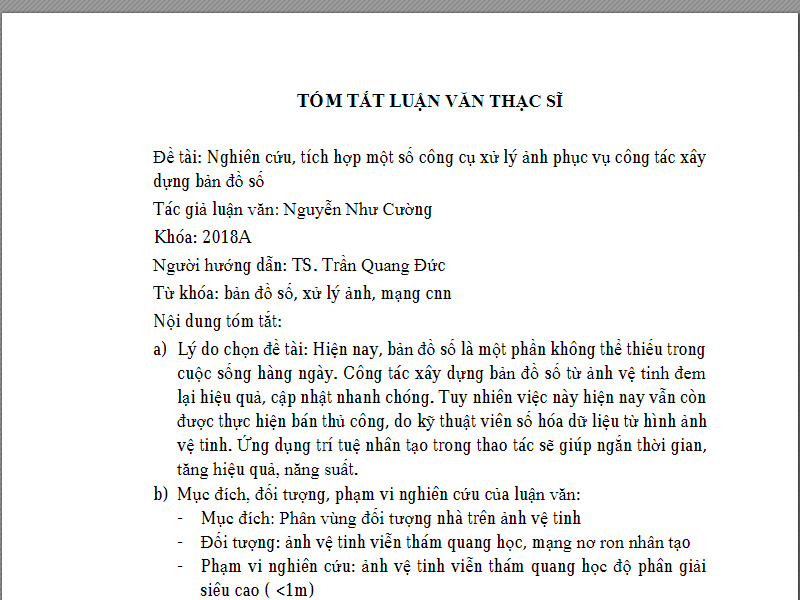 TÓM TẮT LUẬN VĂN THẠC SĨ
Đề tài: Nghiên cứu, tích hợp một số công cụ xử lý ảnh phục vụ công tác xây
dựng bản đồ số
Tác giả luận văn: Nguyễn Như Cường
Khóa: 2018A
Người hướng dẫn: TS. Trần Quang Đức
Từ khóa: bản đồ số, xử lý ảnh, mạng cnn
Nội dung tóm tắt:
a) Lý do chọn đề tài: Hiện nay, bản đồ số là một phần không thể thiếu trong
cuộc sống hàng ngày. Công tác xây dựng bản đồ số từ ảnh vệ tinh đem
lại hiệu quả, cập nhật nhanh chóng. Tuy nhiên việc này hiện nay vẫn còn
được thực hiện bán thủ công, do kỹ thuật viên số hóa dữ liệu từ hình ảnh
vệ tinh. Ứng dụng trí tuệ nhân tạo trong thao tác sẽ giúp ngắn thời gian,
tăng hiệu quả, năng suất.
b) Mục đích, đối tượng, phạm vi nghiên cứu của luận văn:
- Mục đích: Phân vùng đối tượng nhà trên ảnh vệ tinh
- Đối tượng: ảnh vệ tinh viễn thám quang học, mạng nơ ron nhân tạo
- Phạm vi nghiên cứu: ảnh vệ tinh viễn thám quang học độ phân giải
siêu cao ( <1m)